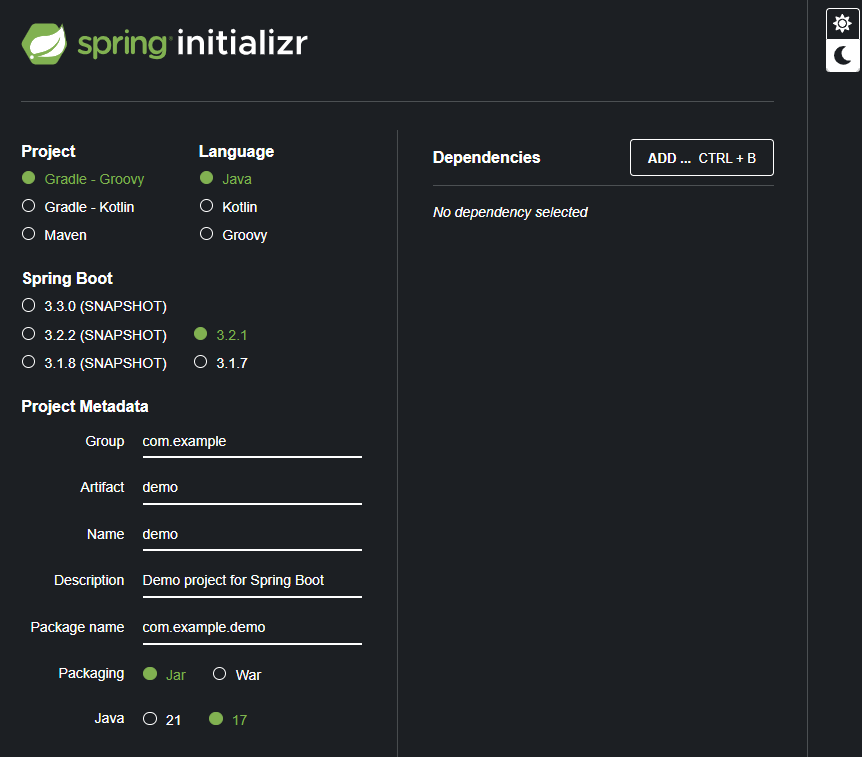 spring initializr
Project
Gradle - Groovy
Gradle - Kotlin
Maven
Language
Java
Kotlin
Groovy
Spring Boot
3.3.0 (SNAPSHOT)
3.2.2 (SNAPSHOT) 3.2.1
3.1.8 (SNAPSHOT) 3.1.7
Project Metadata
Group com.example
Artifact demo
Name demo
Description Demo project for Spring Boot
Package name com.example.demo
Packaging Jar War
Java 21 17
Dependencies
ADD ... CTRL + B
No dependency selected